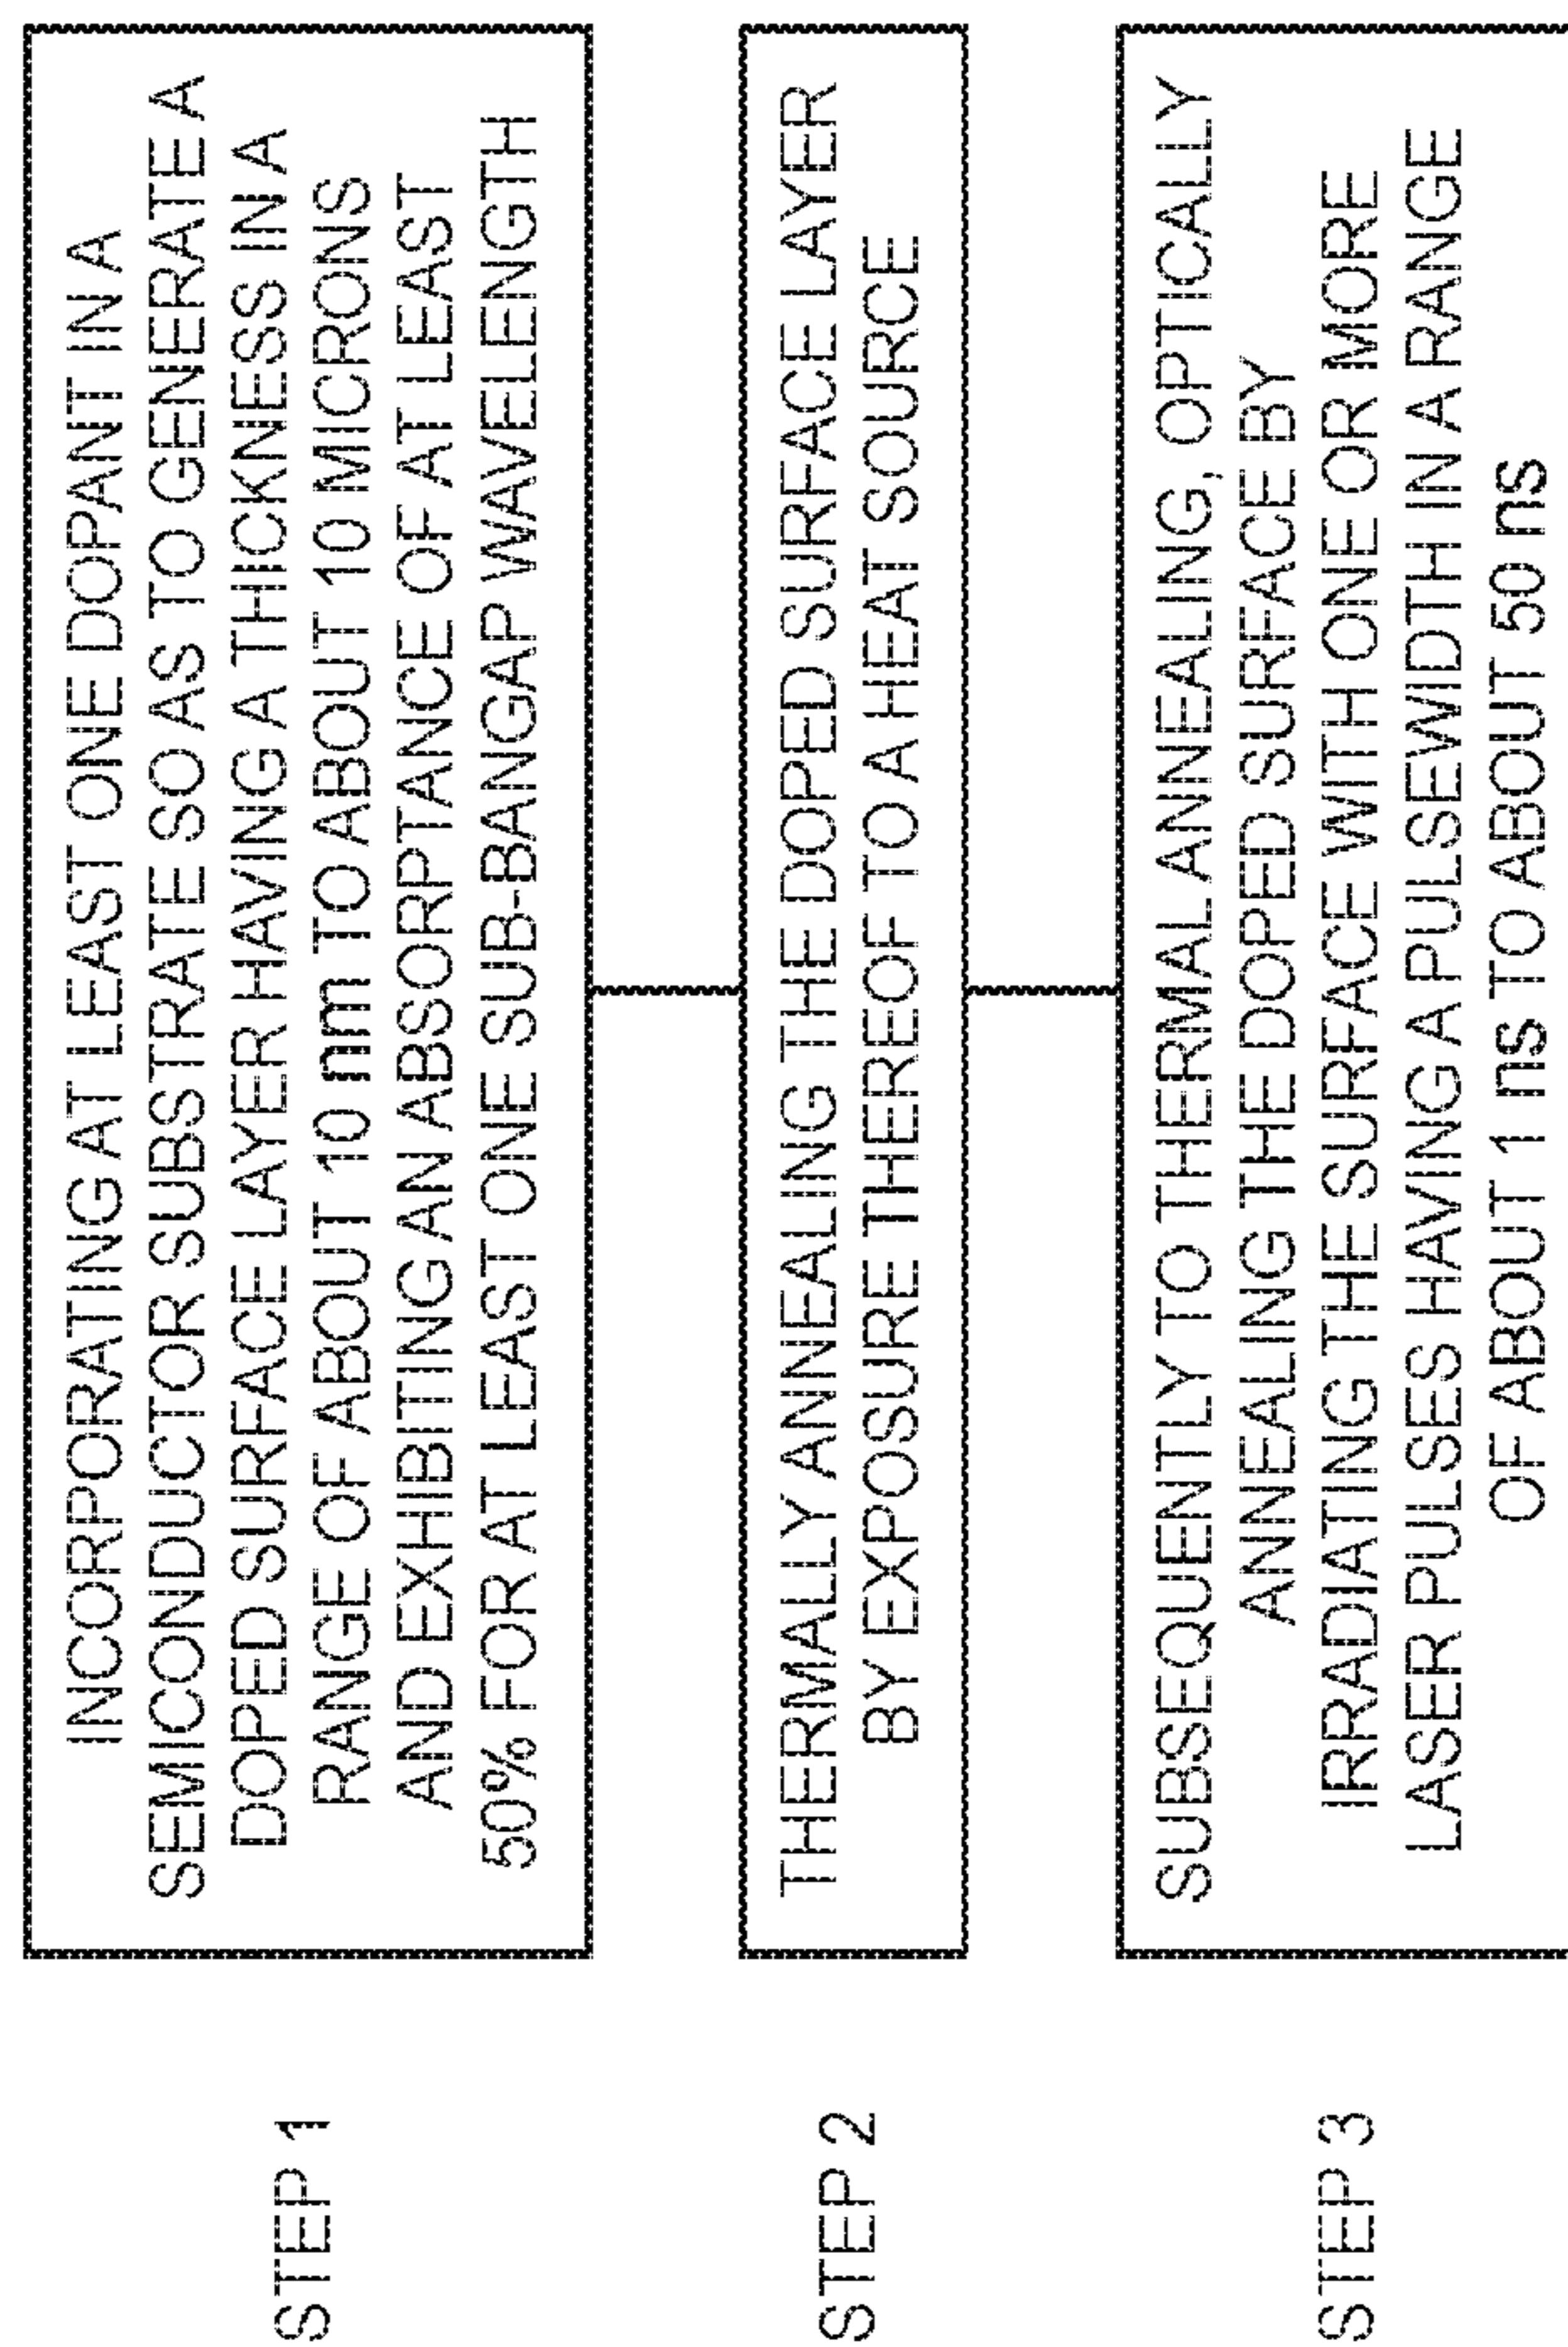 STEP 1
INCORPORATING AT LEAST ONE DOPANT IN A
SEMICONDUCTOR SUBSTRATE SO AS TO GENERATE A
DOPED SURFACE LAYER HAVING A THICKNESS IN A
RANGE OF ABOUT 10 nm TO ABOUT 10 MICRONS
AND EXHIBITING AN ABSORPTANCE OF AT LEAST
50% FOR AT LEAST ONE SUB-BANGAP WAVELENGTH
STEP 2
THERMALLY ANNEALING THE DOPED SURFACE LAYER
BY EXPOSURE THEREOF TO A HEAT SOURCE
STEP 3
SUBSEQUENTLY TO THERMAL ANNEALING, OPTICALLY
ANNEALING THE DOPED SURFACE BY
IRRADIATING THE SURFACE WITH ONE OR MORE
LASER PULSES HAVING A PULSEWIDTH IN A RANGE
OF ABOUT 1 ns TO ABOUT 50 ns